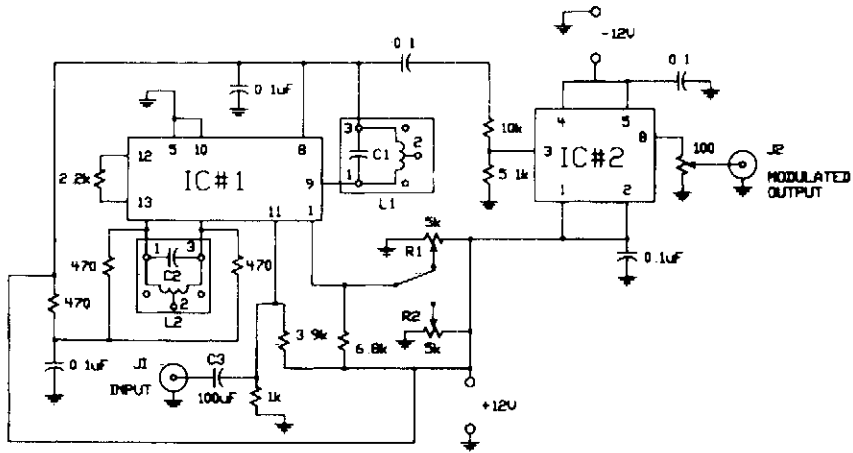 -12V
0 1
0 1
0 1uF
3
2
C1
1
L1
10k
5 1k
4 5
3 IC#2 8
1 2
100
J2
MODULATED
OUTPUT
12 5 10 8
2 2k IC#1 9
13 11 1
5k
R1
0.1uF
470
1 3
C2
2
L2
470
470
R2
5k
3 9k
6.8k
0 1uF
J1
INPUT
C3
100uF
1k
+12V